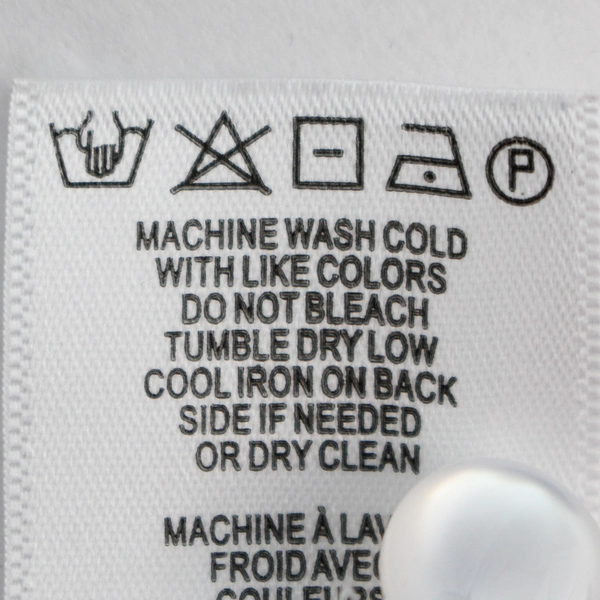 P
MACHINE WASH COLD
WITH LIKE COLORS
DO NOT BLEACH
TUMBLE DRY LOW
COOL IRON ON BACK
SIDE IF NEEDED
OR DRY CLEAN
MACHINE À
FROID